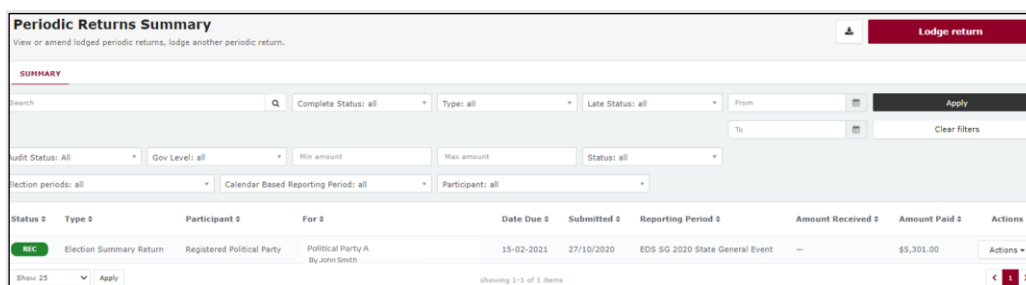 Periodic Returns Summary
View or amend lodged periodic returns, lodge another periodic return.
Lodge return
SUMMARY
Search Complete Status: all Type: all Late Status: all From Apply
To Clear filters
Audit Status: All Gov Level: all Min amount Max amount Status: all
Election periods: all Calendar Based Reporting Period: all Participant: all
Status Type Participant For Date Due Submitted Reporting Period Amount Received Amount Paid Actions
REC Election Summary Return Registered Political Party Political Party A 15-02-2021 27/10/2020 EDS SG 2020 State General Event — $5,301.00 Actions
By John Smith
Show 25 Apply showing 1-1 of 1 items 1